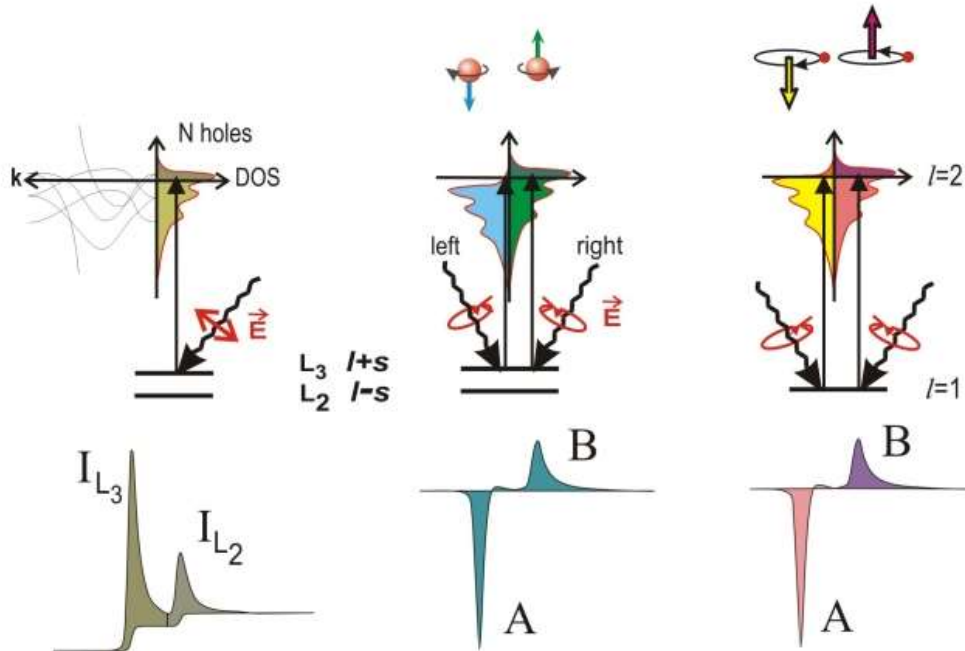 N holes
k
DOS
E
L3 l+s
L2 l-s
left
right
E
l=2
l=1
IL3
IL2
B
A
B
A